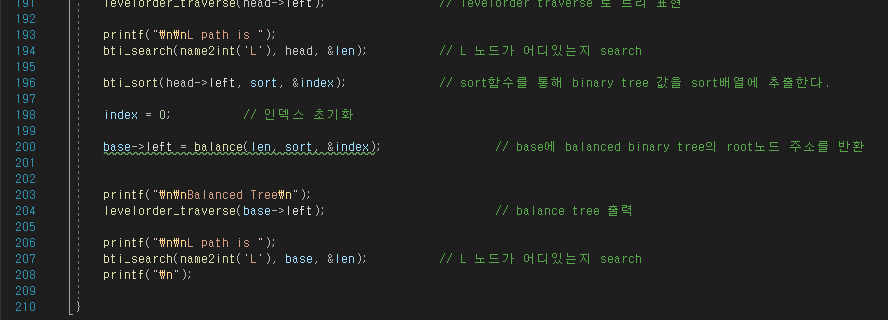 191 levelorder_traverse(head->left); // levelorder traverse 로 트리 표현
192
193 printf("\n\nL path is ");
194 bti_search(name2int('L'), head, &len); // L 노드가 어디있는지 search
195
196 bti_sort(head->left, sort, &index); // sort함수를 통해 binary tree 값을 sort배열에 추출한다.
197
198 index = 0; // 인덱스 초기화
199
200 base->left = balance(len, sort, &index); // base에 balanced binary tree의 root노드 주소를 반환
201
202
203 printf("\n\nBalanced Tree\n");
204 levelorder_traverse(base->left); // balance tree 출력
205
206 printf("\n\nL path is ");
207 bti_search(name2int('L'), base, &len); // L 노드가 어디있는지 search
208 printf("\n");
209
210 }